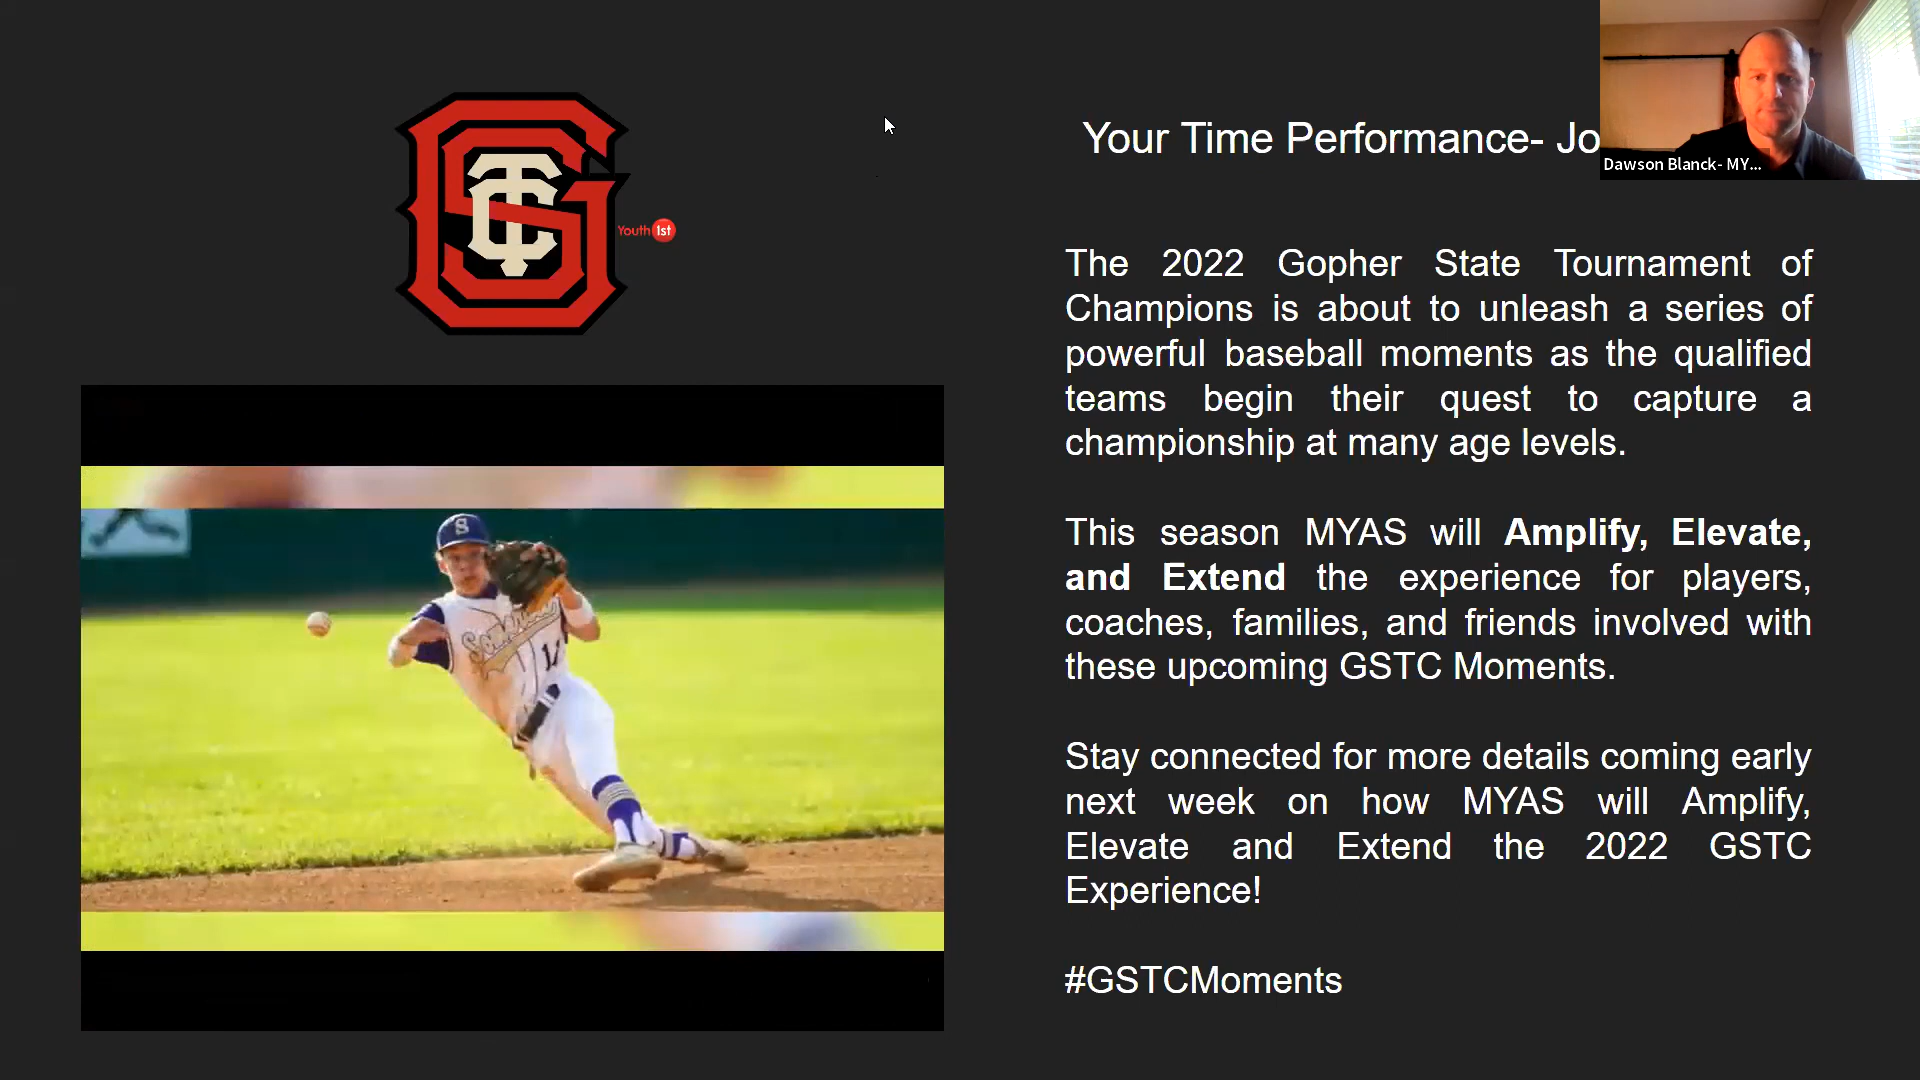 Your Time Performance- Jo
Dawson Blanck- MY...
Youth 1st
The 2022 Gopher State Tournament of
Champions is about to unleash a series of
powerful baseball moments as the qualified
teams begin their quest to capture a
championship at many age levels.
This season MYAS will Amplify, Elevate,
and Extend the experience for players,
coaches, families, and friends involved with
these upcoming GSTC Moments.
Stay connected for more details coming early
next week on how MYAS will Amplify,
Elevate and Extend the 2022 GSTC
Experience!
#GSTCMoments
S